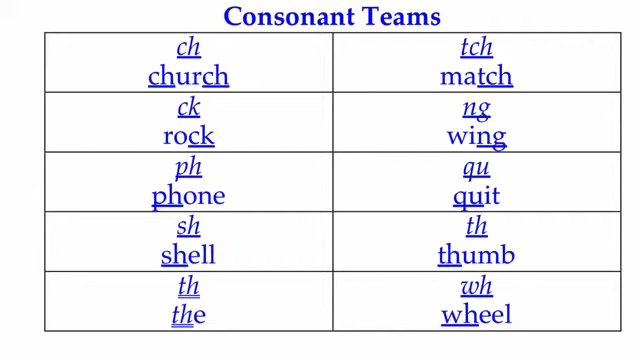 Consonant Teams
ch tch
church match
ck ng
rock wing
ph qu
phone quit
sh th
shell thumb
th wh
the wheel